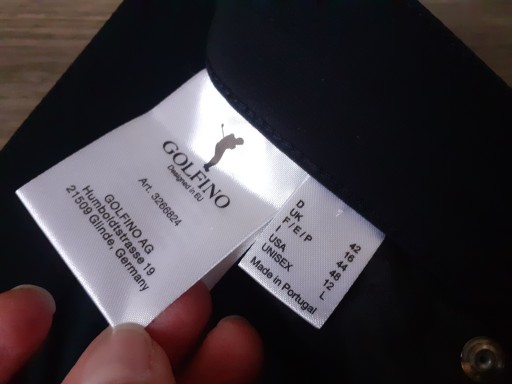 GOLFINO
Designed in EU
Art. 3266824
GOLFINO AG
Humboldtstrasse 19
21509 Glinde, Germany
D 42
UK 16
F/E/P 44
I 48
USA 12
UNISEX L
Made in Portugal